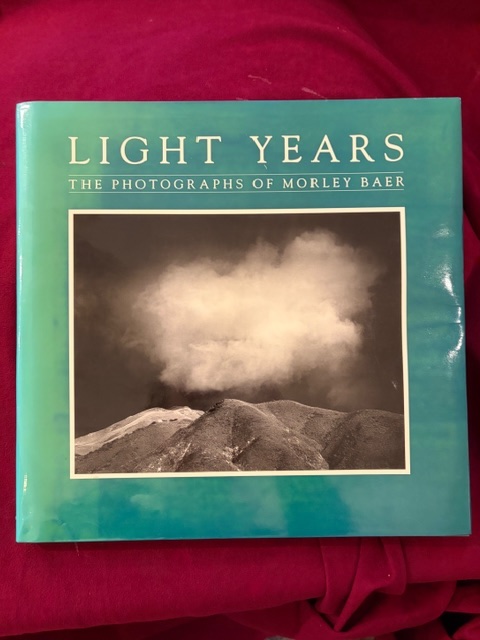 LIGHT YEARS
THE PHOTOGRAPHS OF MORLEY BAER